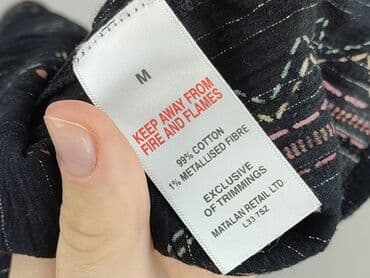 M
KEEP AWAY FROM
FIRE AND FLAMES
99% COTTON
1% METALLISED FIBRE
EXCLUSIVE
OF TRIMMINGS
MATALAN RETAIL LTD
L33 7SZ